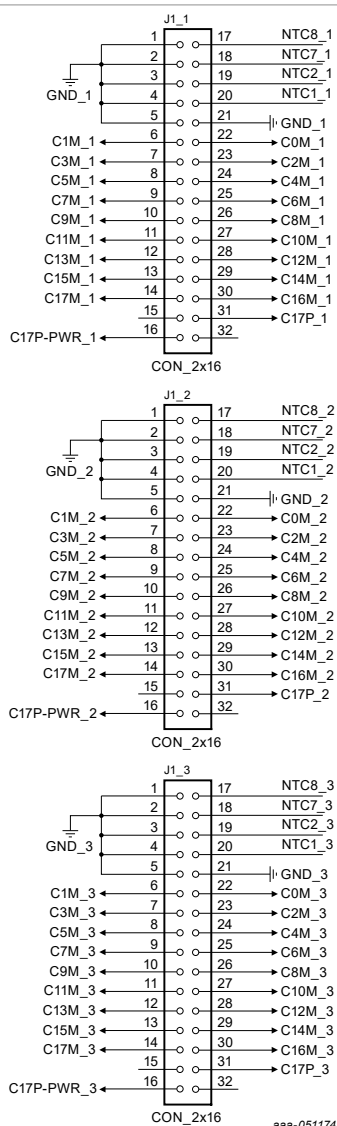 J1_1
1 17 NTC8_1
2 18 NTC7_1
3 19 NTC2_1
GND_1 4 20 NTC1_1
5 21 GND_1
C1M_1 6 22 C0M_1
C3M_1 7 23 C2M_1
C5M_1 8 24 C4M_1
C7M_1 9 25 C6M_1
C9M_1 10 26 C8M_1
C11M_1 11 27 C10M_1
C13M_1 12 28 C12M_1
C15M_1 13 29 C14M_1
C17M_1 14 30 C16M_1
15 31 C17P_1
C17P-PWR_1 16 32
CON_2x16
J1_2
1 17 NTC8_2
2 18 NTC7_2
3 19 NTC2_2
GND_2 4 20 NTC1_2
5 21 GND_2
C1M_2 6 22 C0M_2
C3M_2 7 23 C2M_2
C5M_2 8 24 C4M_2
C7M_2 9 25 C6M_2
C9M_2 10 26 C8M_2
C11M_2 11 27 C10M_2
C13M_2 12 28 C12M_2
C15M_2 13 29 C14M_2
C17M_2 14 30 C16M_2
15 31 C17P_2
C17P-PWR_2 16 32
CON_2x16
J1_3
1 17 NTC8_3
2 18 NTC7_3
3 19 NTC2_3
GND_3 4 20 NTC1_3
5 21 GND_3
C1M_3 6 22 C0M_3
C3M_3 7 23 C2M_3
C5M_3 8 24 C4M_3
C7M_3 9 25 C6M_3
C9M_3 10 26 C8M_3
C11M_3 11 27 C10M_3
C13M_3 12 28 C12M_3
C15M_3 13 29 C14M_3
C17M_3 14 30 C16M_3
15 31 C17P_3
C17P-PWR_3 16 32
CON_2x16
aaa-051174